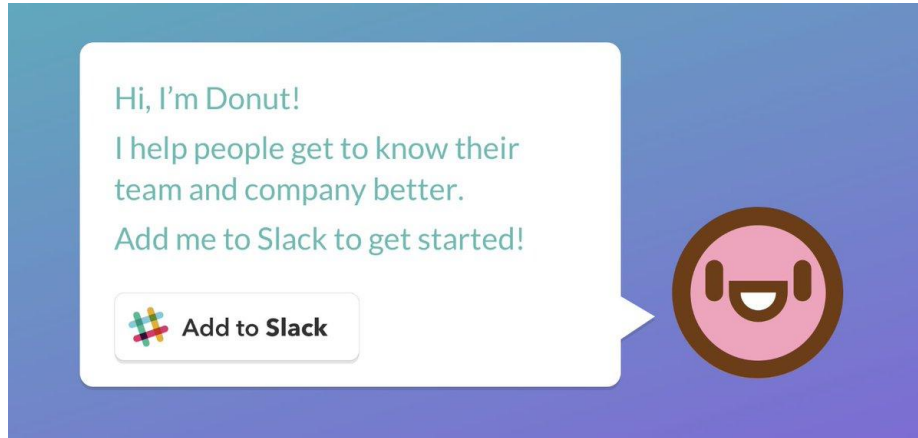 Hi, I’m Donut!
I help people get to know their
team and company better.
Add me to Slack to get started!
Add to Slack